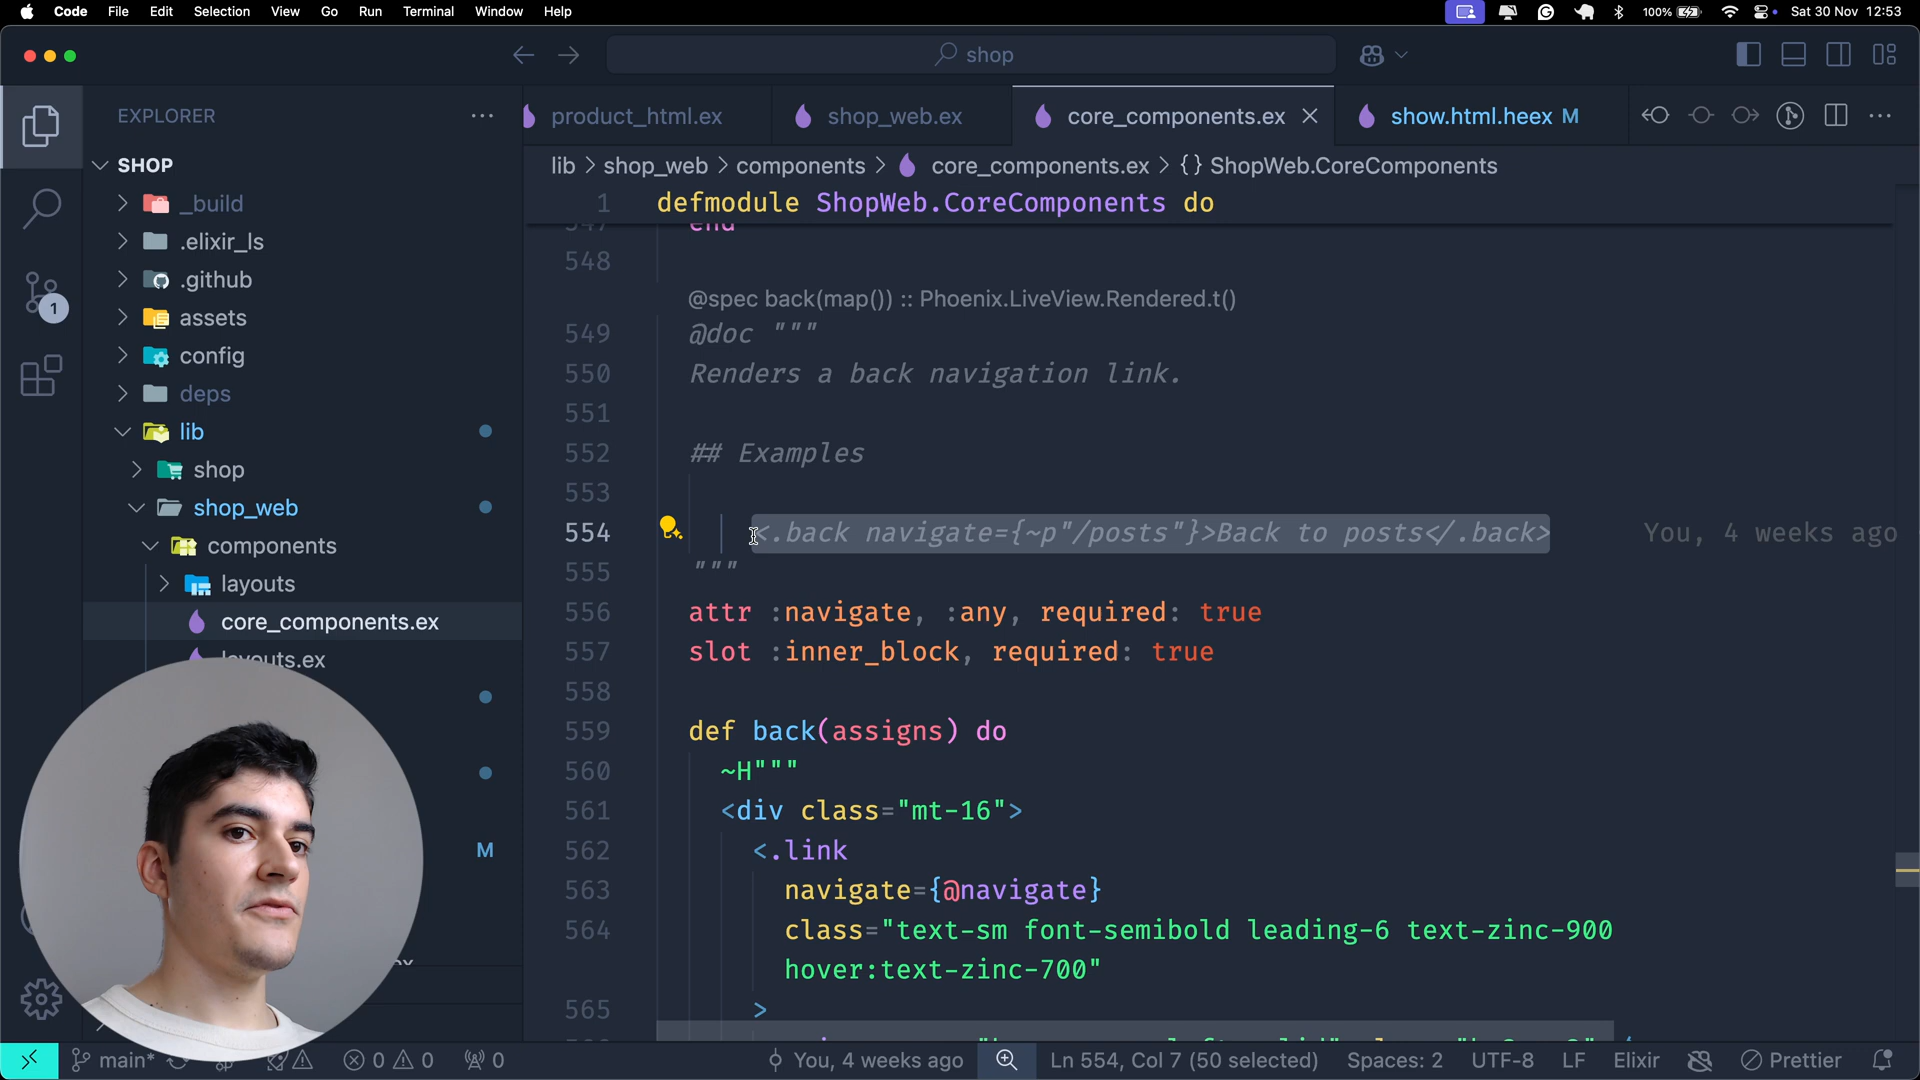 Code File Edit Selection View Go Run Terminal Window Help 100% Sat 30 Nov 12:53
shop
EXPLORER
product_html.ex shop_web.ex core_components.ex show.html.heex M
SHOP
lib > shop_web > components > core_components.ex > {} ShopWeb.CoreComponents
_build
.elixir_ls
.github
assets
config
deps
lib
shop
shop_web
components
layouts
core_components.ex
layouts.ex
M
1
1 defmodule ShopWeb.CoreComponents do
547 end
548
@spec back(map()) :: Phoenix.LiveView.Rendered.t()
549 @doc """
550 Renders a back navigation link.
551
552 ## Examples
553
554 <.back navigate={~p"/posts"}>Back to posts</.back> You, 4 weeks ago
555 """
556 attr :navigate, :any, required: true
557 slot :inner_block, required: true
558
559 def back(assigns) do
560 ~H"""
561 <div class="mt-16">
562 <.link
563 navigate={@navigate}
564 class="text-sm font-semibold leading-6 text-zinc-900
hover:text-zinc-700"
565 >
main* 0 0 0 You, 4 weeks ago Ln 554, Col 7 (50 selected) Spaces: 2 UTF-8 LF Elixir Prettier